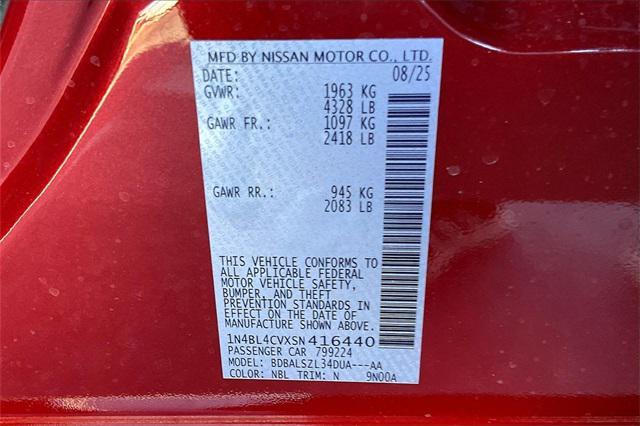 MFD BY NISSAN MOTOR CO., LTD.
DATE: 08/25
GVWR: 1963 KG
4328 LB
GAWR FR.: 1097 KG
2418 LB
GAWR RR.: 945 KG
2083 LB
THIS VEHICLE CONFORMS TO
ALL APPLICABLE FEDERAL
MOTOR VEHICLE SAFETY,
BUMPER, AND THEFT
PREVENTION STANDARDS IN
EFFECT ON THE DATE OF
MANUFACTURE SHOWN ABOVE.
1N4BL4CVXSN416440
PASSENGER CAR 799224
MODEL: BDBALSZL34DUA---AA
COLOR: NBL TRIM: N 9N00A